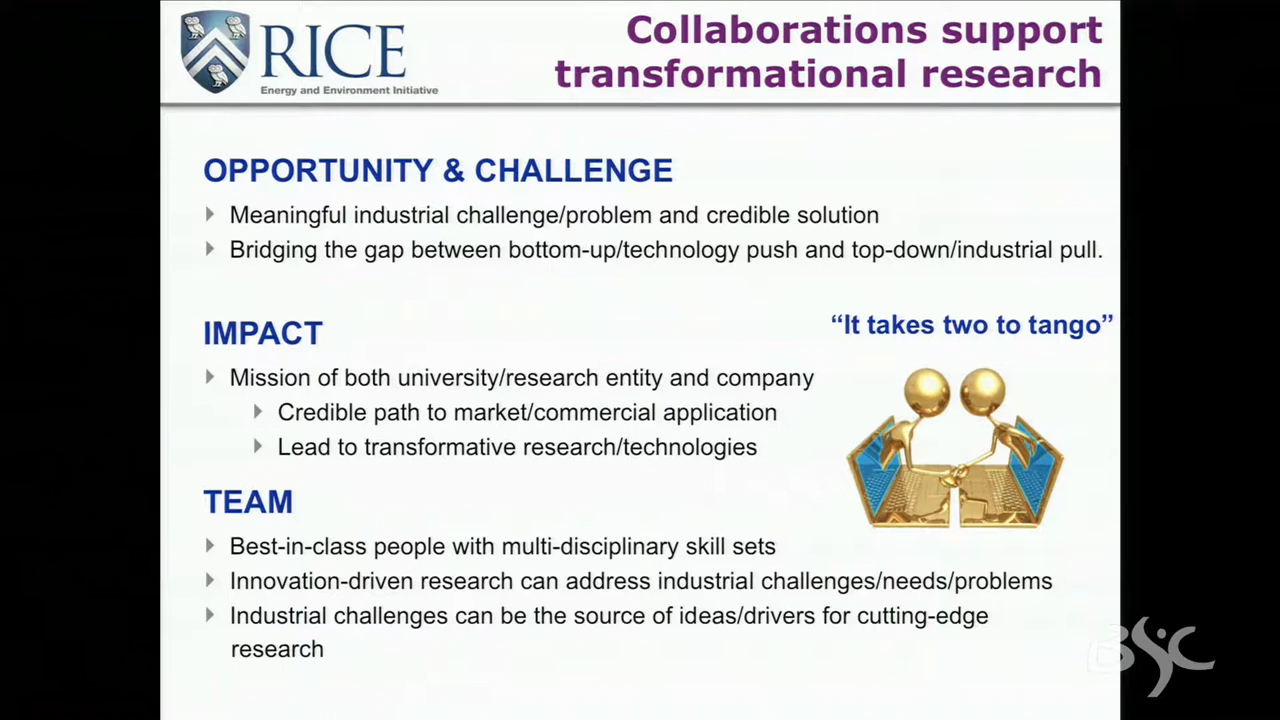 RICE
Energy and Environment Initiative
Collaborations support
transformational research
OPPORTUNITY & CHALLENGE
Meaningful industrial challenge/problem and credible solution
Bridging the gap between bottom-up/technology push and top-down/industrial pull.
IMPACT
“It takes two to tango”
Mission of both university/research entity and company
Credible path to market/commercial application
Lead to transformative research/technologies
TEAM
Best-in-class people with multi-disciplinary skill sets
Innovation-driven research can address industrial challenges/needs/problems
Industrial challenges can be the source of ideas/drivers for cutting-edge
research
BSC